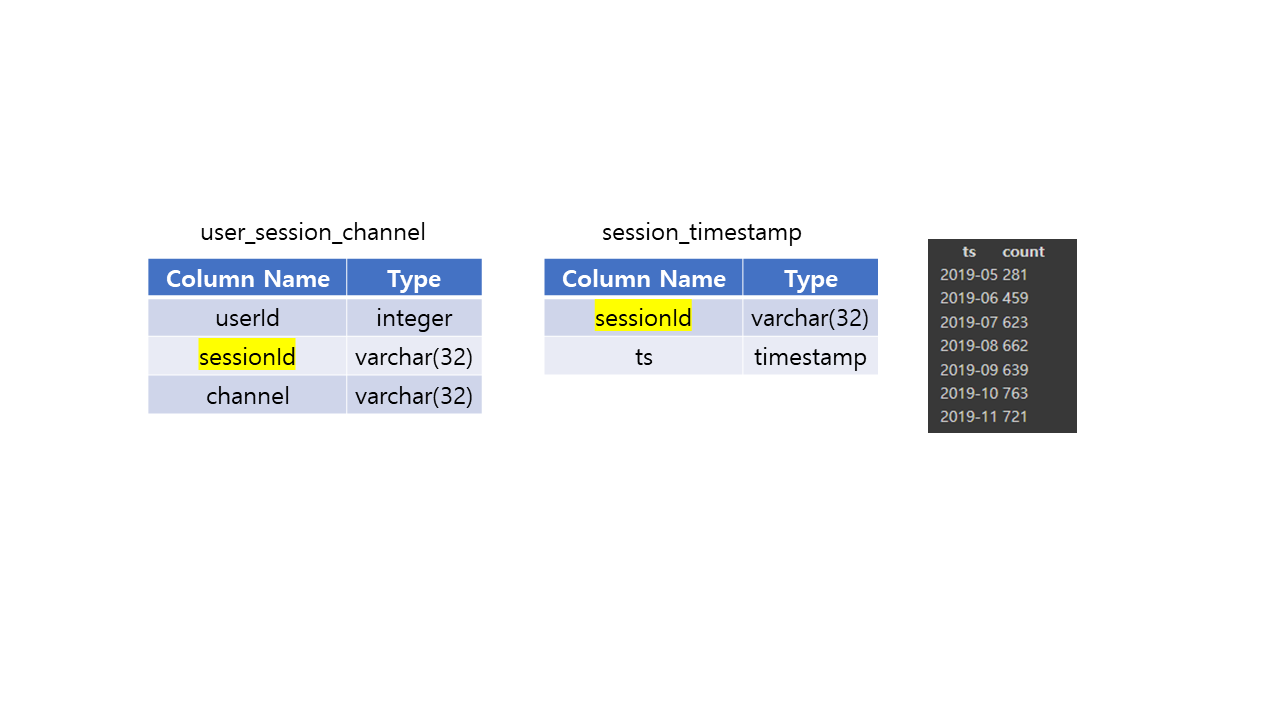 user_session_channel
Column Name Type
userId integer
sessionId varchar(32)
channel varchar(32)
session_timestamp
Column Name Type
sessionId varchar(32)
ts timestamp
ts count
2019-05 281
2019-06 459
2019-07 623
2019-08 662
2019-09 639
2019-10 763
2019-11 721